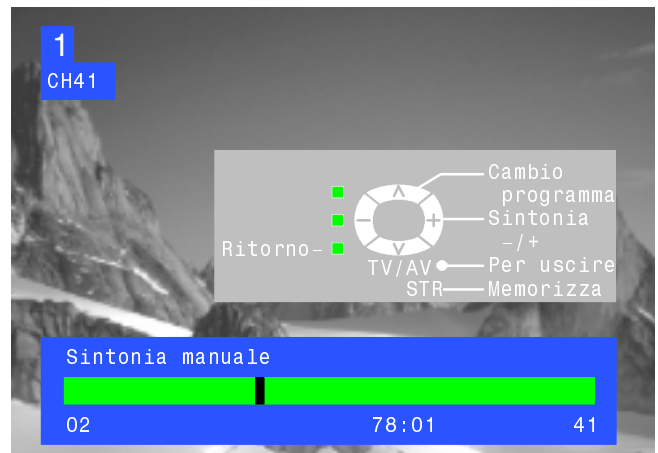 1
CH41
Cambio
programma
Sintonia
-/+
Ritorno-
TV/AV Per uscire
STR Memorizza
Sintonia manuale
02 78:01 41